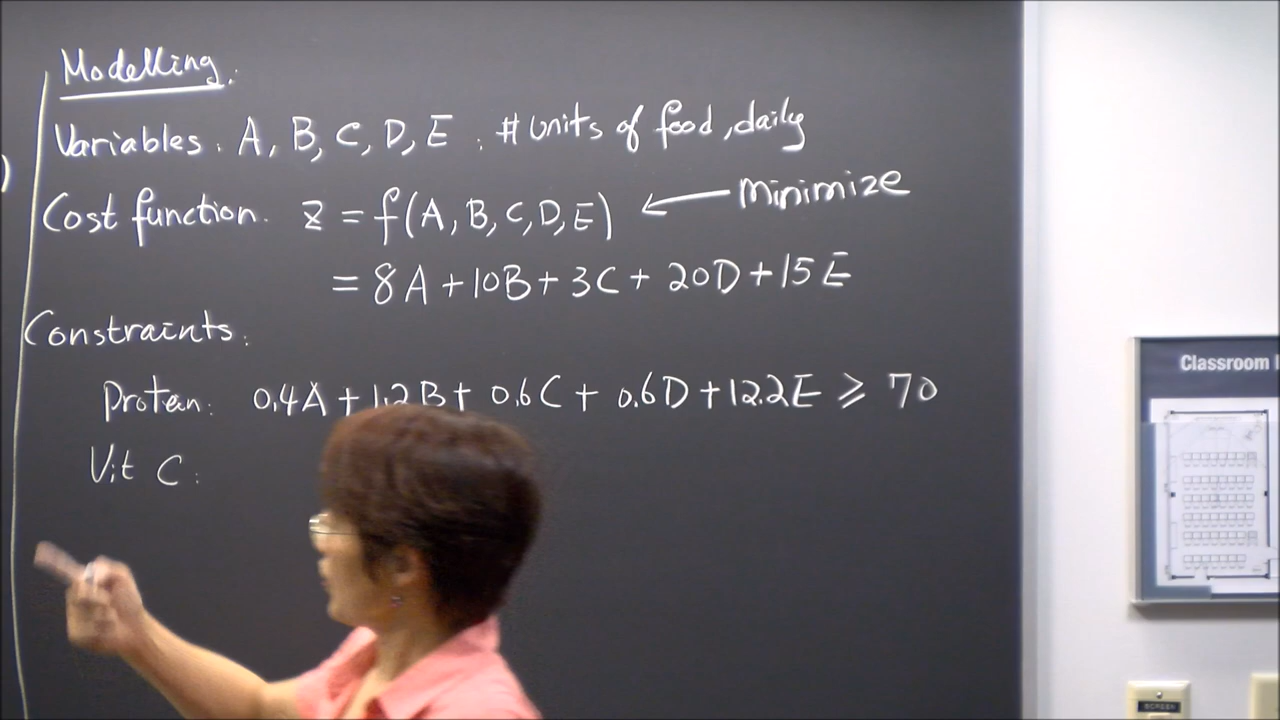 Modelling.
Variables: A, B, C, D, E : # units of food, daily
Cost function. z = f(A, B, C, D, E) ← minimize
= 8A + 10B + 3C + 20D + 15E
Constraints:
Protein: 0.4A + 1.2B + 0.6C + 0.6D + 12.2E ⩾ 70
Vit C:
)
Classroom
SCREEN